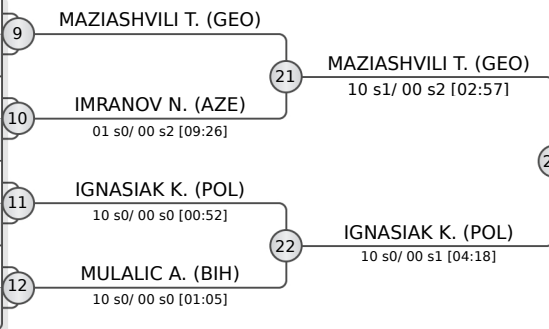 9
MAZIASHVILI T. (GEO)
21
MAZIASHVILI T. (GEO)
10 s1/ 00 s2 [02:57]
10
IMRANOV N. (AZE)
01 s0/ 00 s2 [09:26]
11
IGNASIAK K. (POL)
10 s0/ 00 s0 [00:52]
22
IGNASIAK K. (POL)
10 s0/ 00 s1 [04:18]
12
MULALIC A. (BIH)
10 s0/ 00 s0 [01:05]